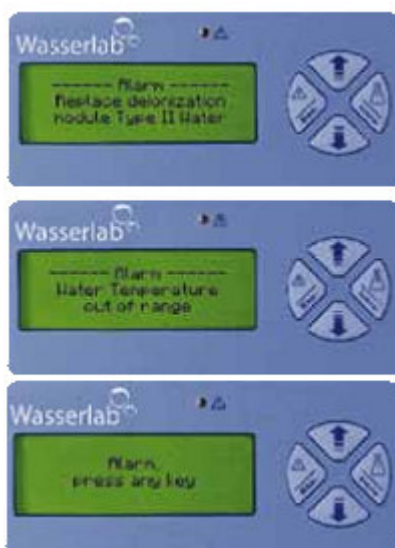 Wasserlab
------ Alarm ------
Replace deionization
module Type II Water
Wasserlab
------ Alarm ------
Water Temperature
out of range
Wasserlab
Alarm,
press any key